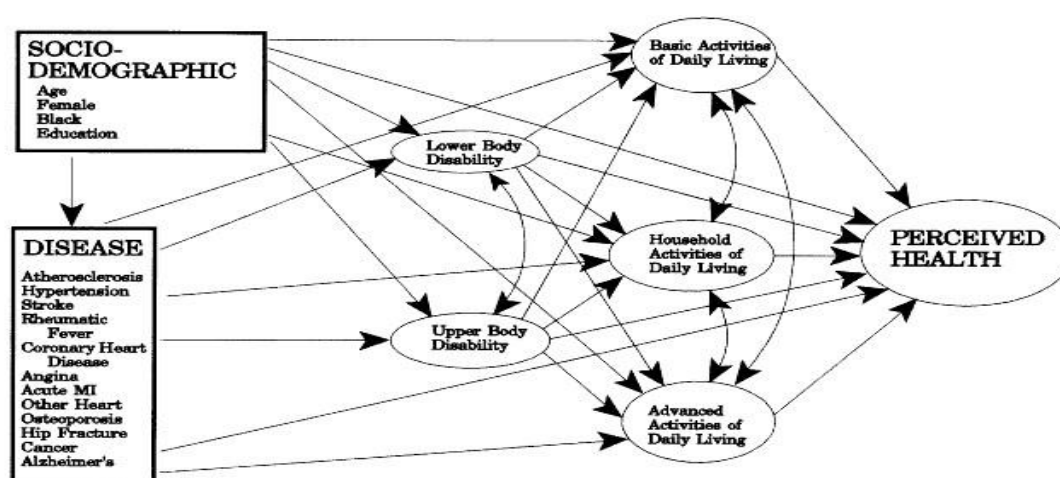 SOCIO-
DEMOGRAPHIC
Age
Female
Black
Education
DISEASE
Atherosclerosis
Hypertension
Stroke
Rheumatic
Fever
Coronary Heart
Disease
Angina
Acute MI
Other Heart
Osteoporosis
Hip Fracture
Cancer
Alzheimer's
Lower Body
Disability
Upper Body
Disability
Basic Activities
of Daily Living
Household
Activities of
Daily Living
Advanced
Activities of
Daily Living
PERCEIVED
HEALTH